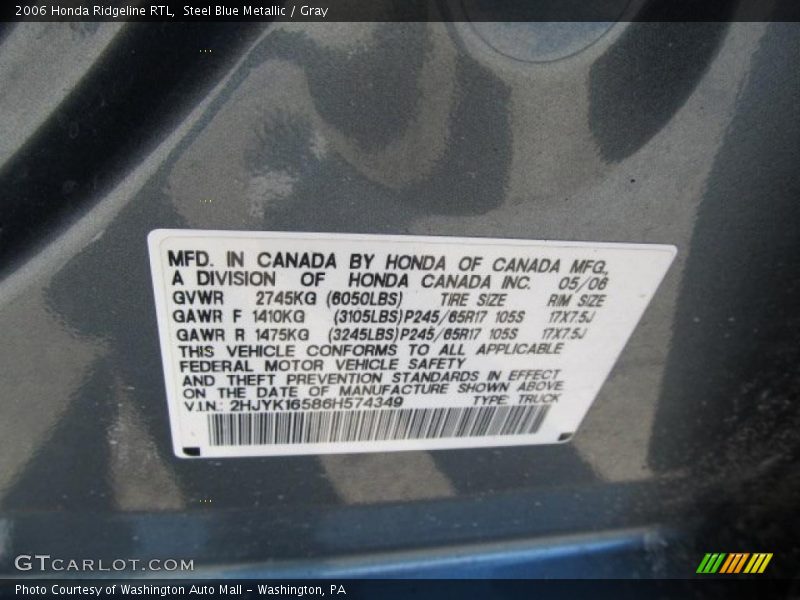 2006 Honda Ridgeline RTL, Steel Blue Metallic / Gray
MFD. IN CANADA BY HONDA OF CANADA MFG.,
A DIVISION OF HONDA CANADA INC. 05/06
GVWR 2745KG (6050LBS) TIRE SIZE RIM SIZE
GAWR F 1410KG (3105LBS) P245/65R17 105S 17X7.5J
GAWR R 1475KG (3245LBS) P245/65R17 105S 17X7.5J
THIS VEHICLE CONFORMS TO ALL APPLICABLE
FEDERAL MOTOR VEHICLE SAFETY
AND THEFT PREVENTION STANDARDS IN EFFECT
ON THE DATE OF MANUFACTURE SHOWN ABOVE
V.I.N.: 2HJYK16586H574349 TYPE: TRUCK
GTCARLOT.COM
Photo Courtesy of Washington Auto Mall - Washington, PA